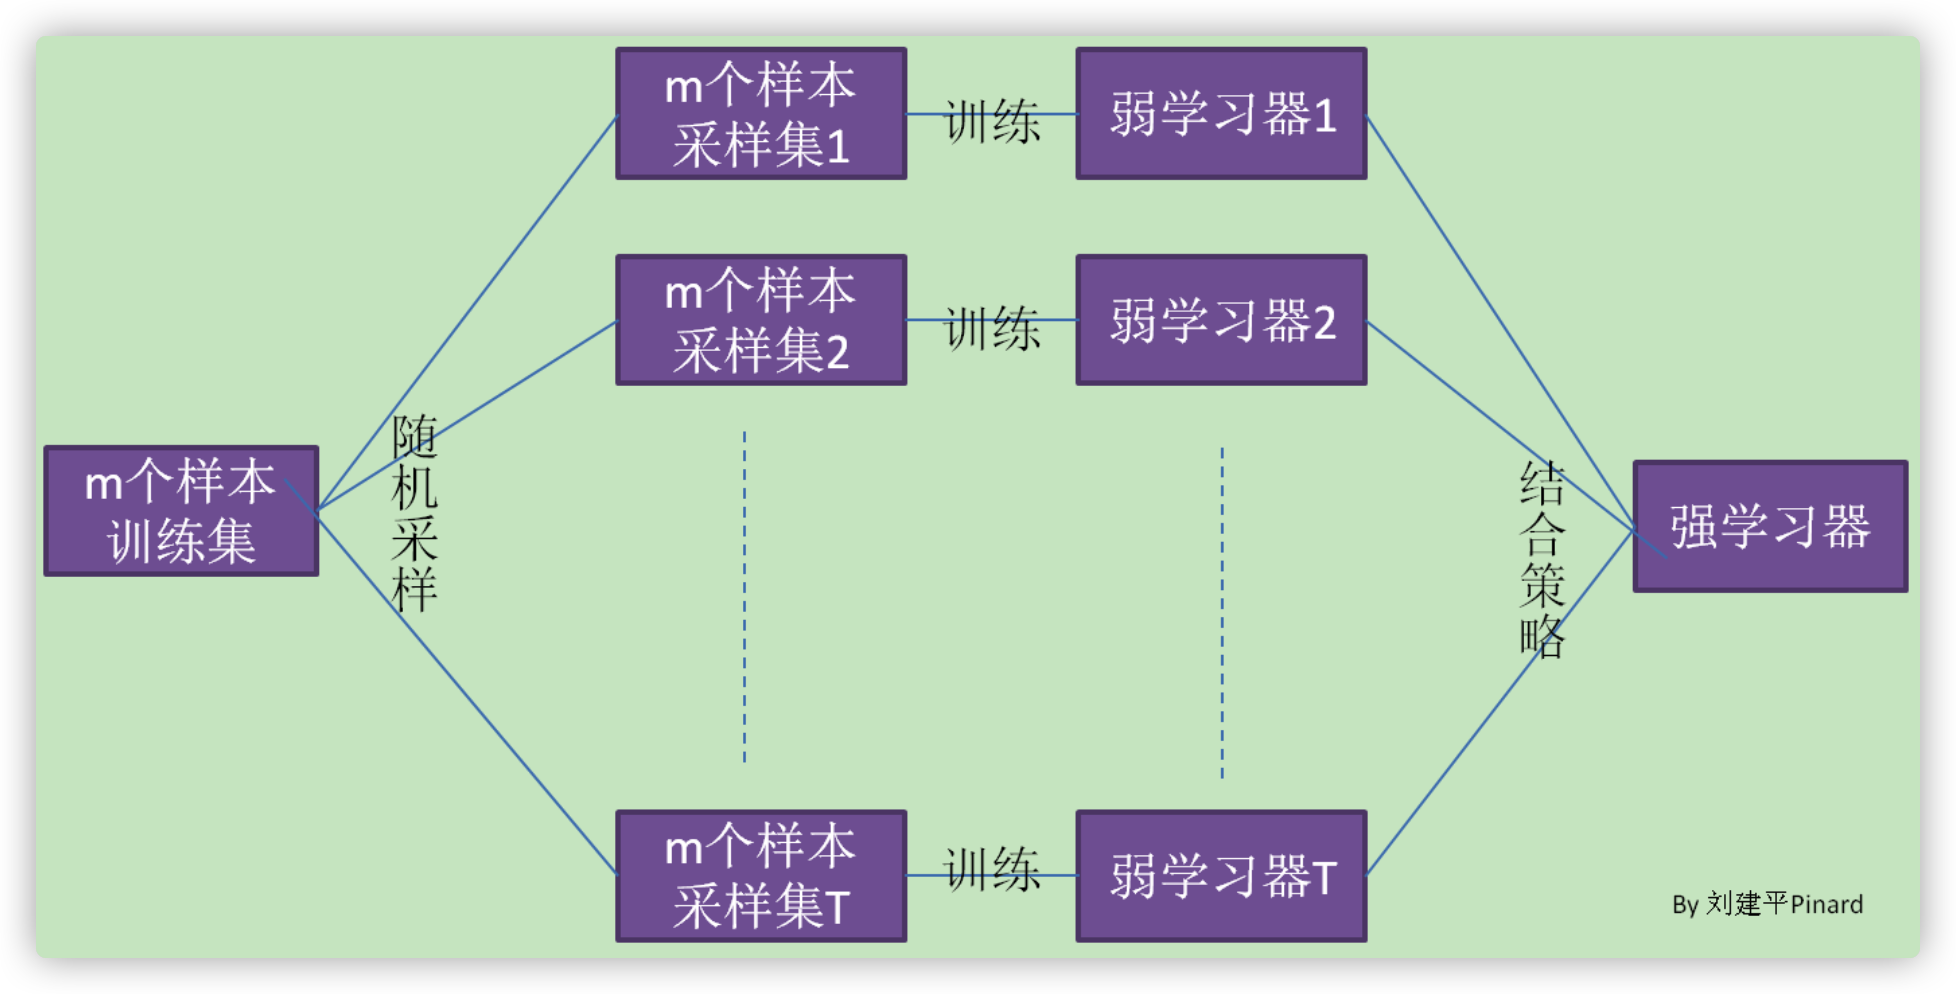 m个样本
训练集
随机采样
m个样本
采样集1
训练
弱学习器1
m个样本
采样集2
训练
弱学习器2
m个样本
采样集T
训练
弱学习器T
结合策略
强学习器
By 刘建平Pinard